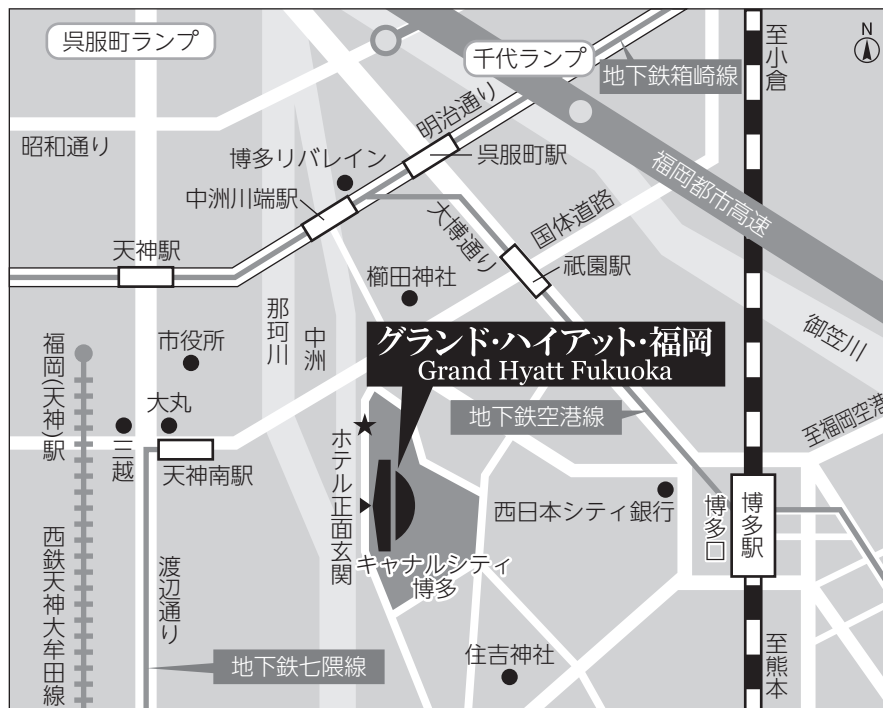 呉服町ランプ
千代ランプ
地下鉄箱崎線
至小倉
N
昭和通り
明治通り
博多リバレイン
呉服町駅
中洲川端駅
福岡都市高速
大博通り
国体道路
天神駅
祇園駅
櫛田神社
那珂川
中洲
御笠川
福岡(天神)駅
市役所
グランド・ハイアット・福岡
Grand Hyatt Fukuoka
大丸
地下鉄空港線
至福岡空港
三越
天神南駅
★
ホテル正面玄関
西日本シティ銀行
博多口
博多駅
キャナルシティ
博多
西鉄天神大牟田線
渡辺通り
地下鉄七隈線
住吉神社
至熊本